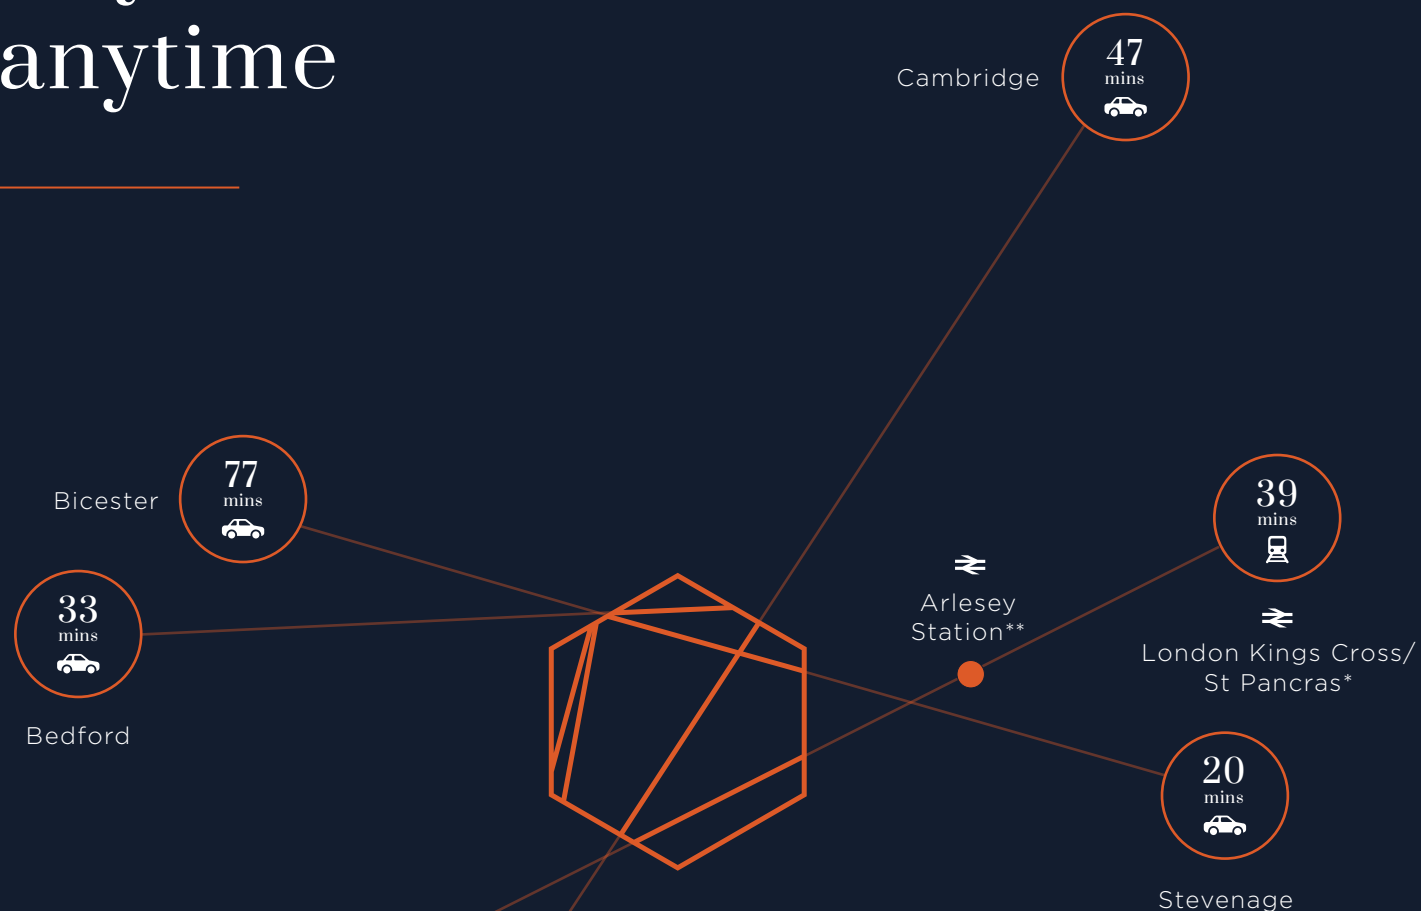 anytime
Cambridge
47
mins
Bicester
77
mins
33
mins
Bedford
Arlesey
Station**
39
mins
London Kings Cross/
St Pancras*
20
mins
Stevenage